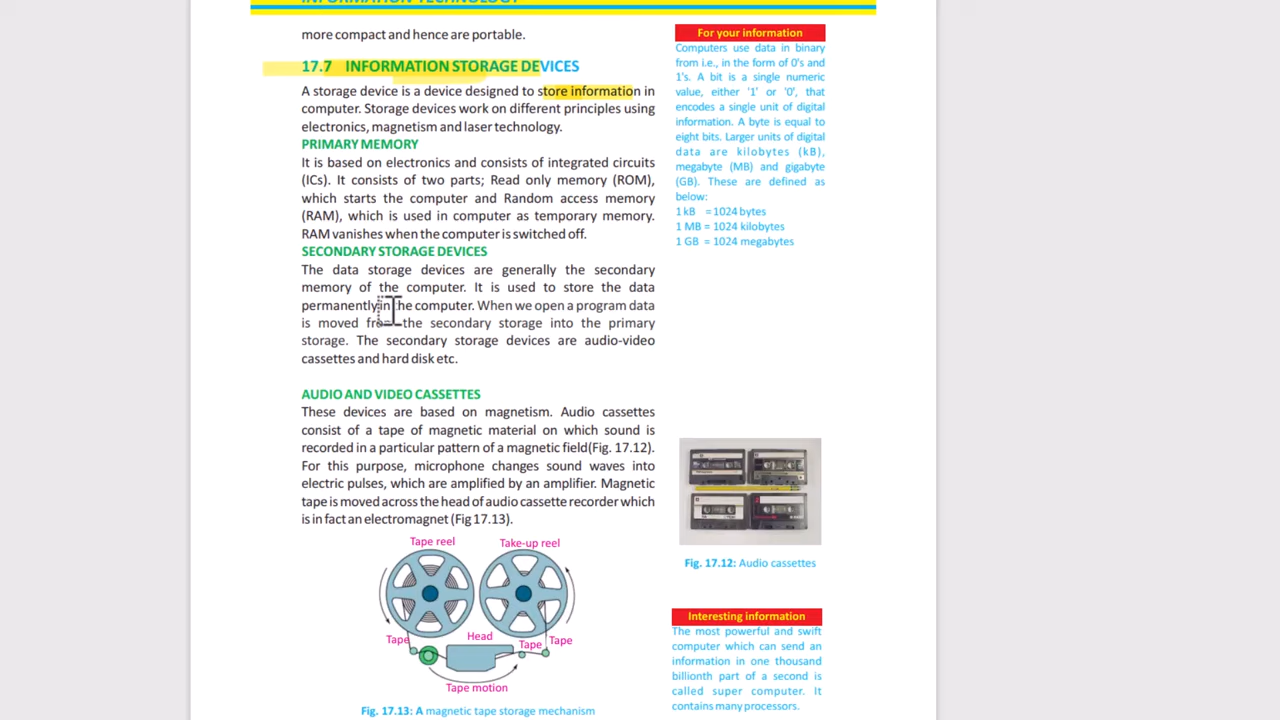 INFORMATION TECHNOLOGY
more compact and hence are portable.
17.7 INFORMATION STORAGE DEVICES
A storage device is a device designed to store information in
computer. Storage devices work on different principles using
electronics, magnetism and laser technology.
PRIMARY MEMORY
It is based on electronics and consists of integrated circuits
(ICs). It consists of two parts; Read only memory (ROM),
which starts the computer and Random access memory
(RAM), which is used in computer as temporary memory.
RAM vanishes when the computer is switched off.
SECONDARY STORAGE DEVICES
The data storage devices are generally the secondary
memory of the computer. It is used to store the data
permanently in the computer. When we open a program data
is moved from the secondary storage into the primary
storage. The secondary storage devices are audio-video
cassettes and hard disk etc.
AUDIO AND VIDEO CASSETTES
These devices are based on magnetism. Audio cassettes
consist of a tape of magnetic material on which sound is
recorded in a particular pattern of a magnetic field(Fig. 17.12).
For this purpose, microphone changes sound waves into
electric pulses, which are amplified by an amplifier. Magnetic
tape is moved across the head of audio cassette recorder which
is in fact an electromagnet (Fig 17.13).
Tape reel
Take-up reel
Tape
Head
Tape
Tape
Tape motion
Fig. 17.13: A magnetic tape storage mechanism
For your information
Computers use data in binary
from i.e., in the form of 0's and
1's. A bit is a single numeric
value, either '1' or '0', that
encodes a single unit of digital
information. A byte is equal to
eight bits. Larger units of digital
data are kilobytes (kB),
megabyte (MB) and gigabyte
(GB). These are defined as
below:
1 kB = 1024 bytes
1 MB = 1024 kilobytes
1 GB = 1024 megabytes
Fig. 17.12: Audio cassettes
Interesting information
The most powerful and swift
computer which can send an
information in one thousand
billionth part of a second is
called super computer. It
contains many processors.